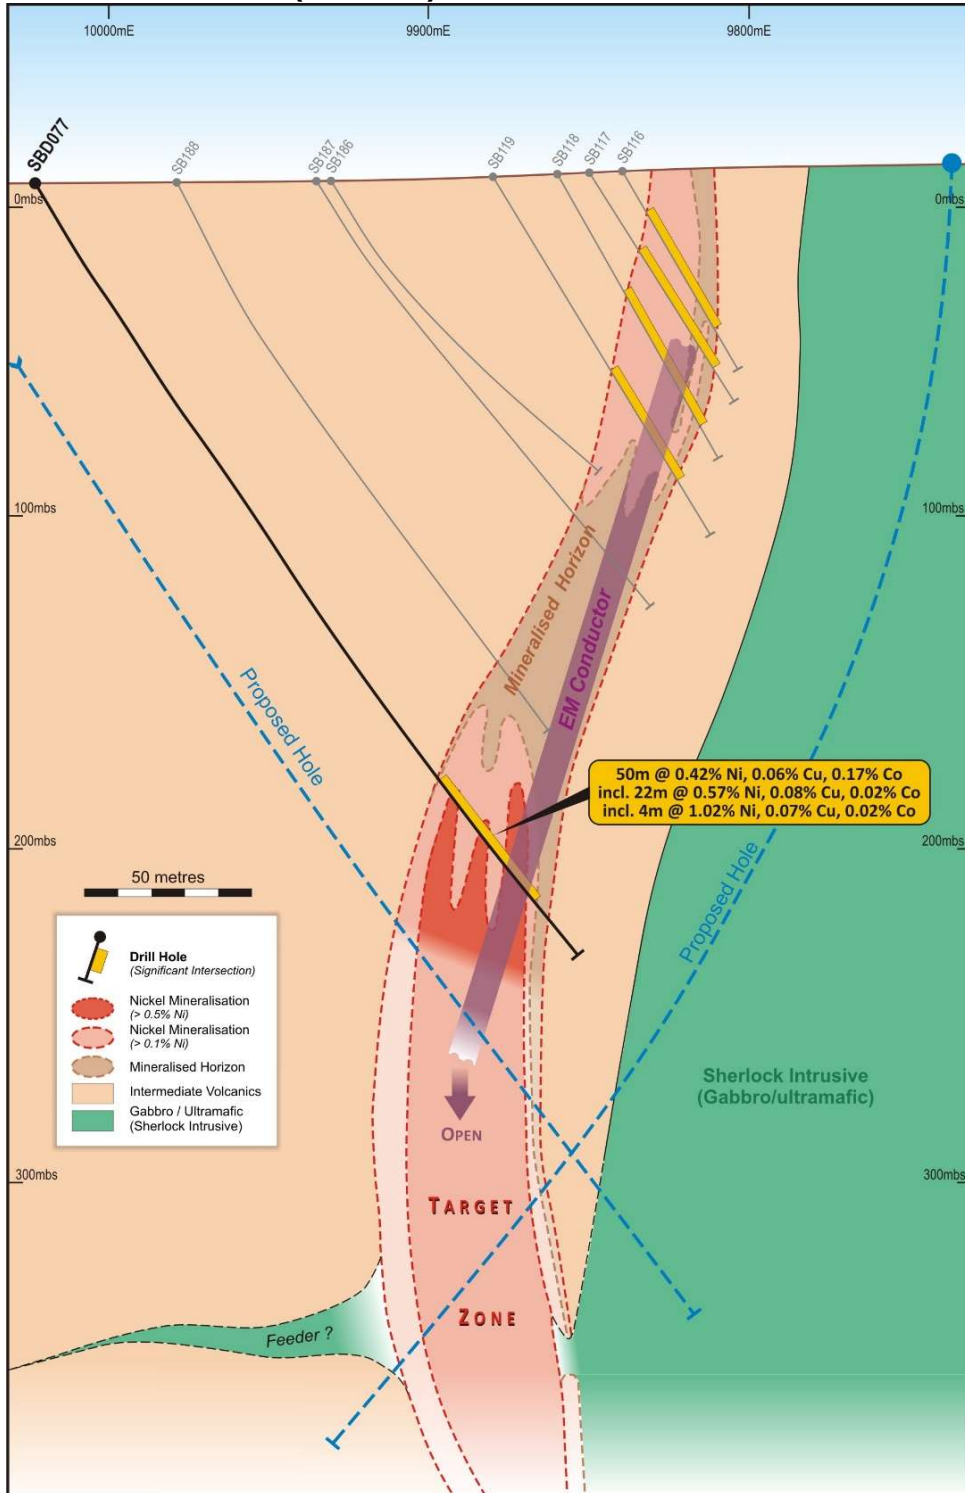 10000mE
9900mE
9800mE
SBD077
SB188
SB187
SB186
SB119
SB118
SB117
SB116
0mbs
0mbs
100mbs
100mbs
Mineralised Horizon
EM Conductor
Proposed Hole
50m @ 0.42% Ni, 0.06% Cu, 0.17% Co
incl. 22m @ 0.57% Ni, 0.08% Cu, 0.02% Co
incl. 4m @ 1.02% Ni, 0.07% Cu, 0.02% Co
200mbs
200mbs
Proposed Hole
50 metres
Drill Hole
(Significant Intersection)
Nickel Mineralisation
(> 0.5% Ni)
Nickel Mineralisation
(> 0.1% Ni)
Mineralised Horizon
Intermediate Volcanics
Gabbro / Ultramafic
(Sherlock Intrusive)
Sherlock Intrusive
(Gabbro/ultramafic)
OPEN
300mbs
300mbs
TARGET
ZONE
Feeder ?